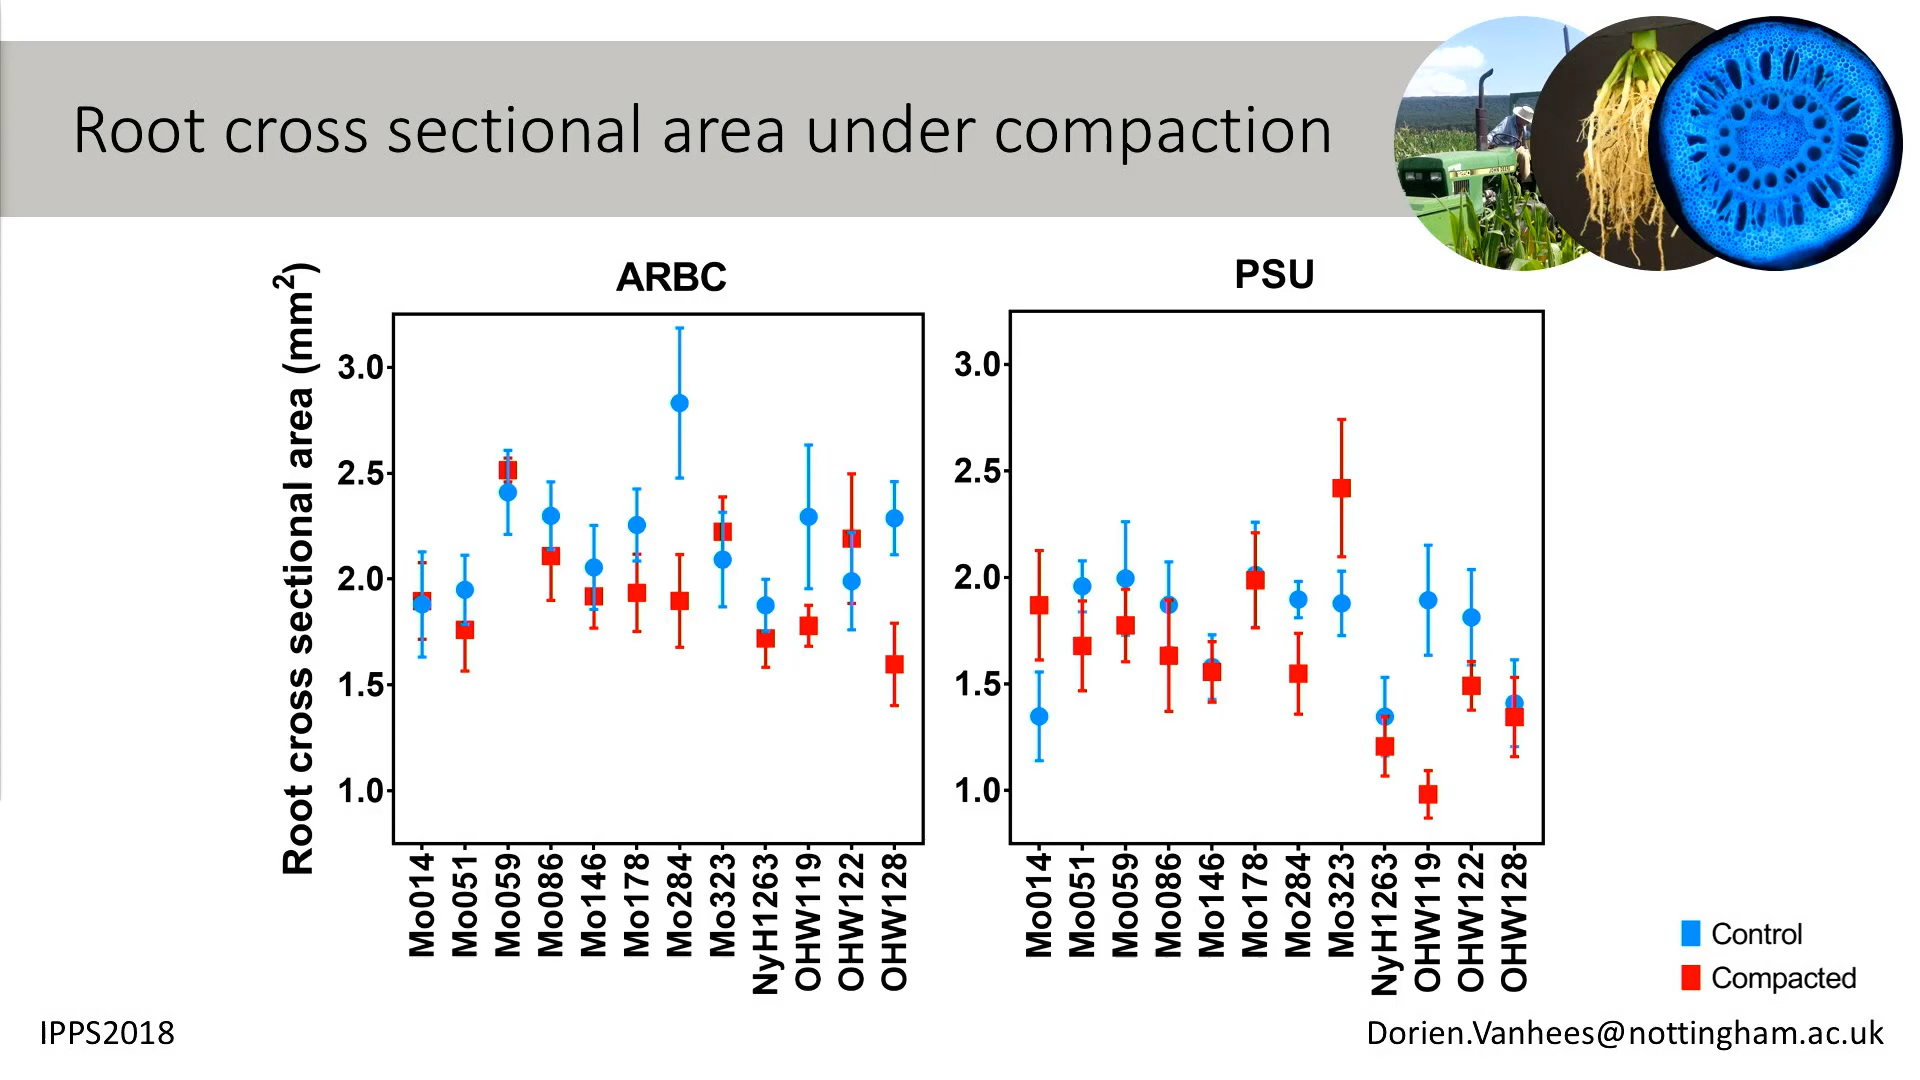 Root cross sectional area under compaction
ARBC
PSU
Root cross sectional area (mm²)
3.0
2.5
2.0
1.5
1.0
Mo014
Mo051
Mo059
Mo086
Mo146
Mo178
Mo284
Mo323
NyH1263
OHW119
OHW122
OHW128
3.0
2.5
2.0
1.5
1.0
Mo014
Mo051
Mo059
Mo086
Mo146
Mo178
Mo284
Mo323
NyH1263
OHW119
OHW122
OHW128
Control
Compacted
IPPS2018
Dorien.Vanhees@nottingham.ac.uk